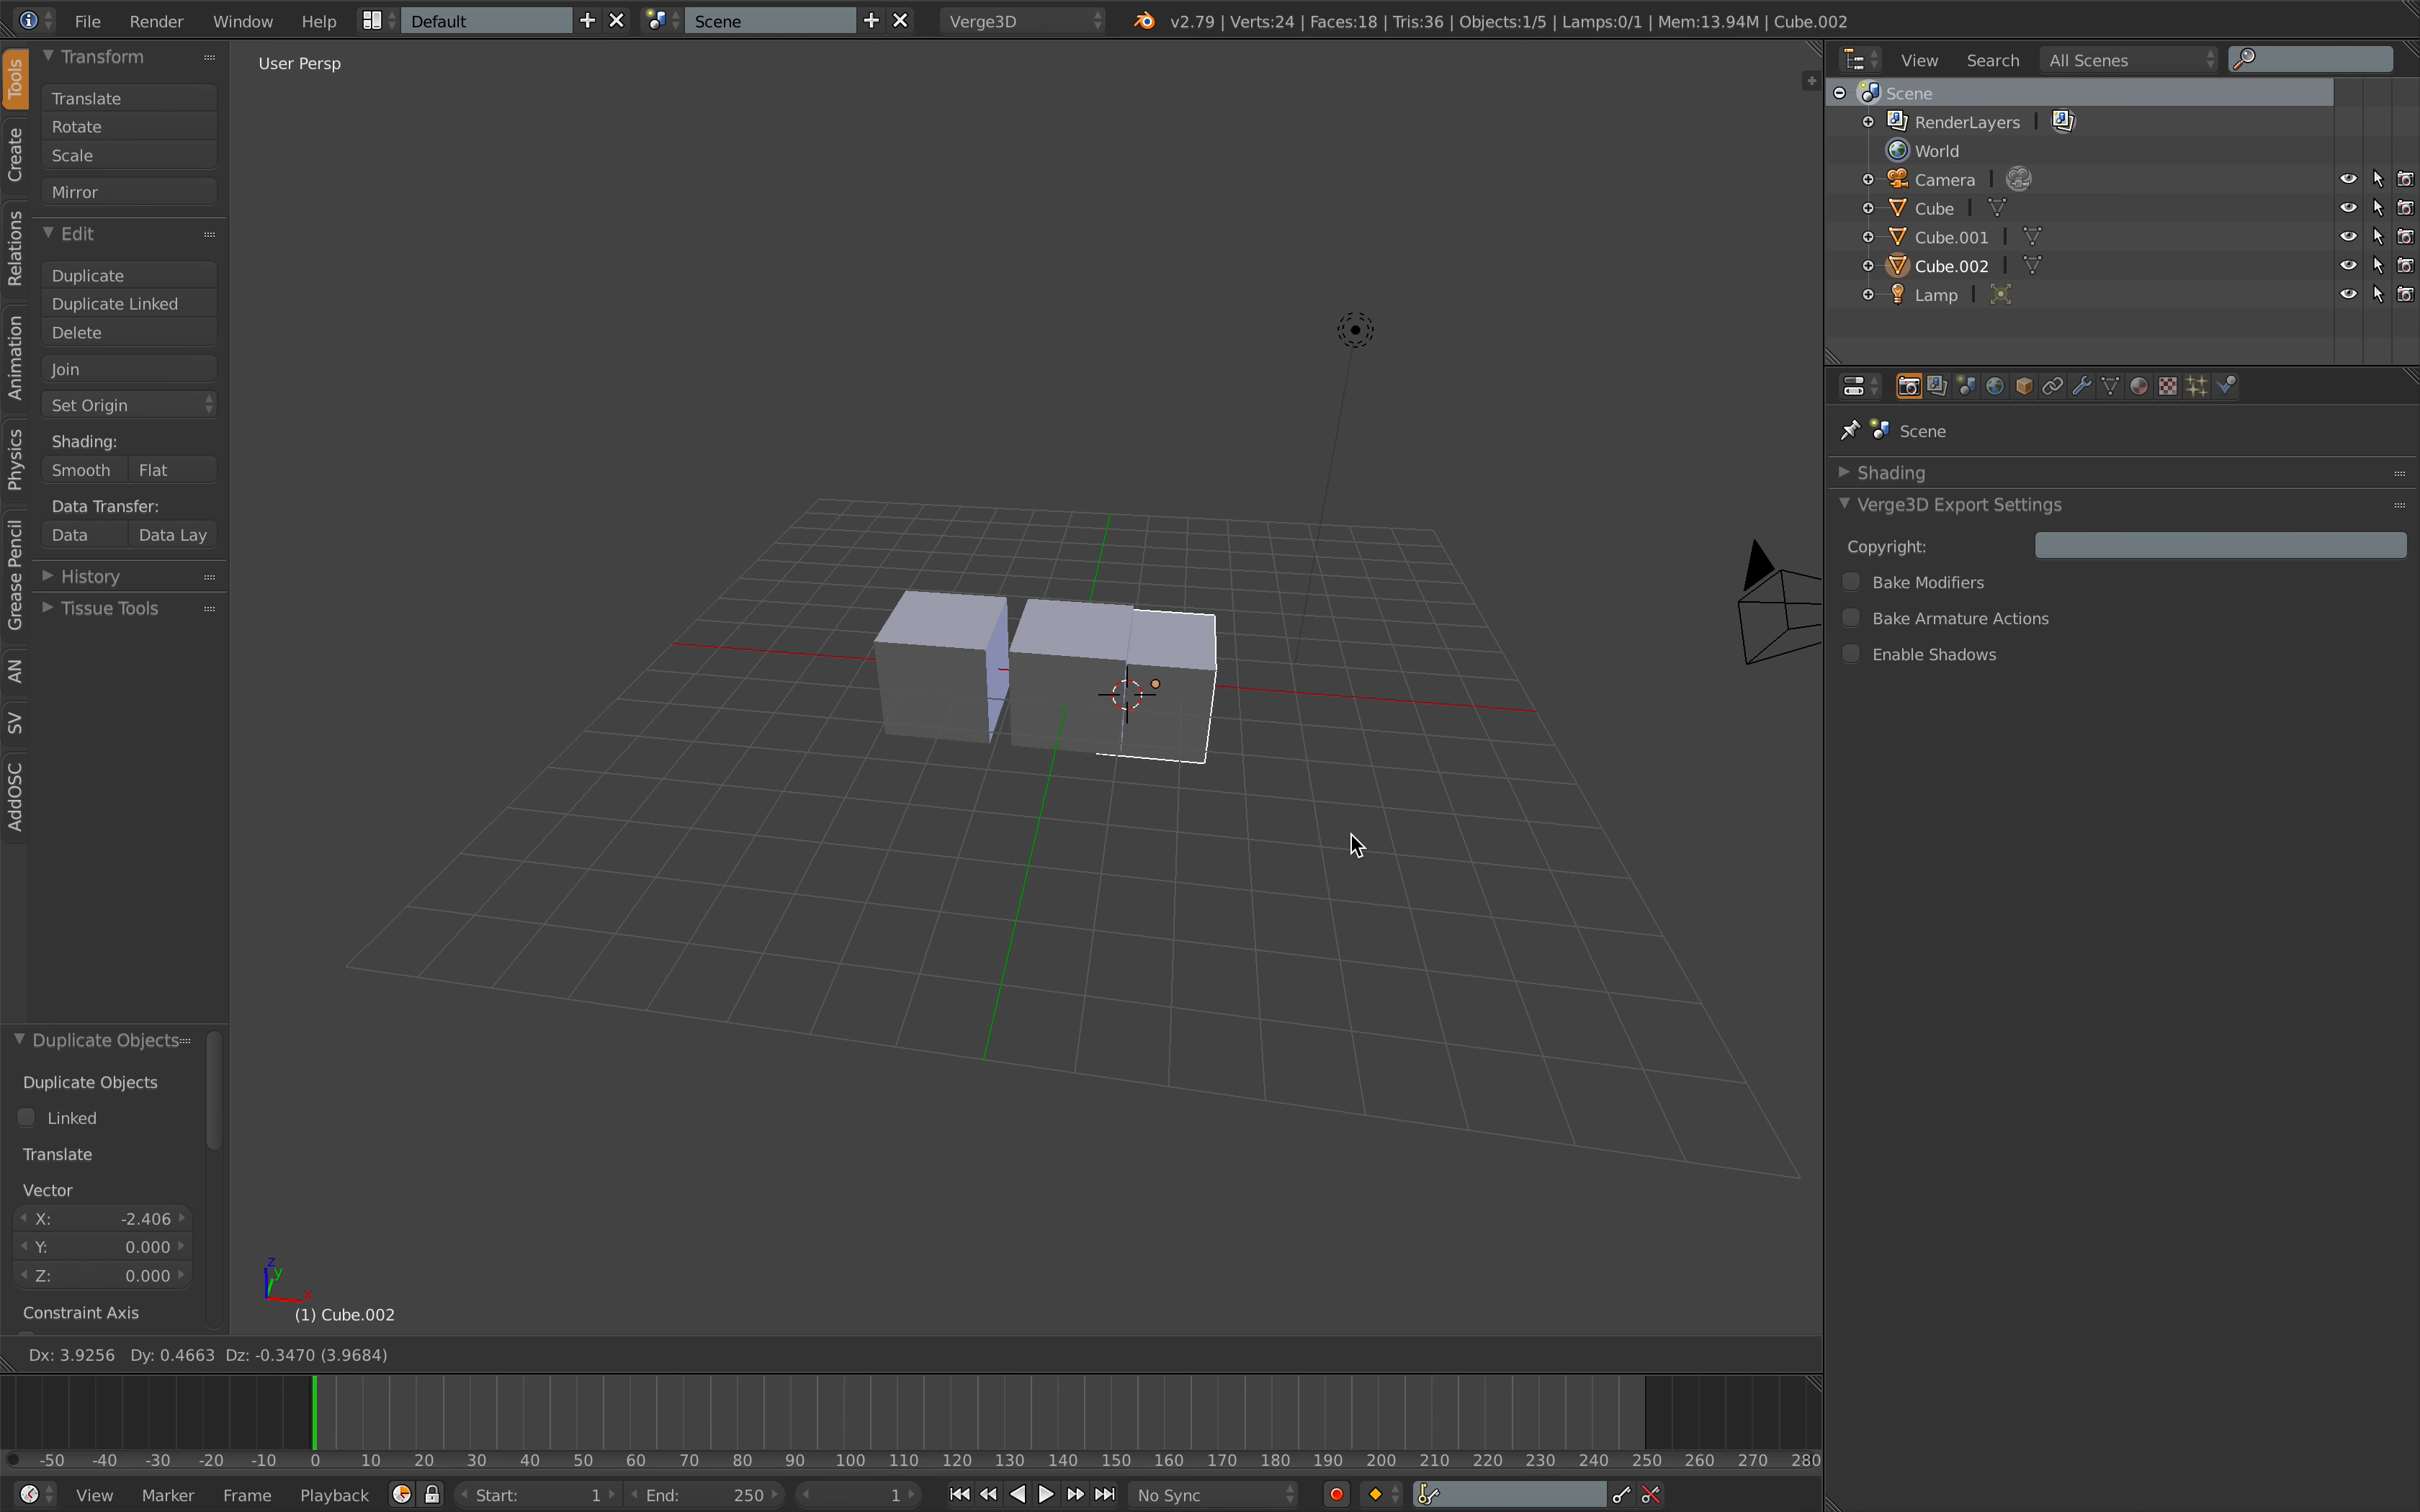 File Render Window Help Default Scene Verge3D v2.79 | Verts:24 | Faces:18 | Tris:36 | Objects:1/5 | Lamps:0/1 | Mem:13.94M | Cube.002
Tools
Create
Relations
Animation
Physics
Grease Pencil
AN
SV
AddOSC
Transform
Translate
Rotate
Scale
Mirror
Edit
Duplicate
Duplicate Linked
Delete
Join
Set Origin
Shading:
Smooth Flat
Data Transfer:
Data Data Lay
History
Tissue Tools
Duplicate Objects
Duplicate Objects
Linked
Translate
Vector
X: -2.406
Y: 0.000
Z: 0.000
Constraint Axis
User Persp
z
y
x
(1) Cube.002
Dx: 3.9256 Dy: 0.4663 Dz: -0.3470 (3.9684)
-50 -40 -30 -20 -10 0 10 20 30 40 50 60 70 80 90 100 110 120 130 140 150 160 170 180 190 200 210 220 230 240 250 260 270 280
View Marker Frame Playback Start: 1 End: 250 1 No Sync
View Search All Scenes
Scene
RenderLayers
World
Camera
Cube
Cube.001
Cube.002
Lamp
Scene
Shading
Verge3D Export Settings
Copyright:
Bake Modifiers
Bake Armature Actions
Enable Shadows